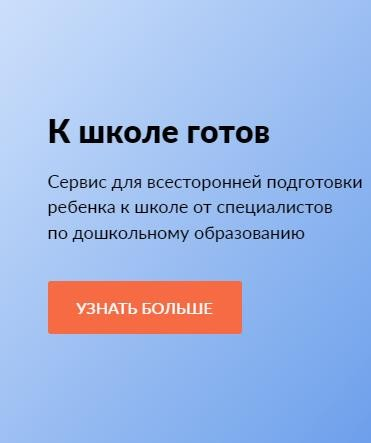 К школе готов
Сервис для всесторонней подготовки
ребенка к школе от специалистов
по дошкольному образованию
УЗНАТЬ БОЛЬШЕ